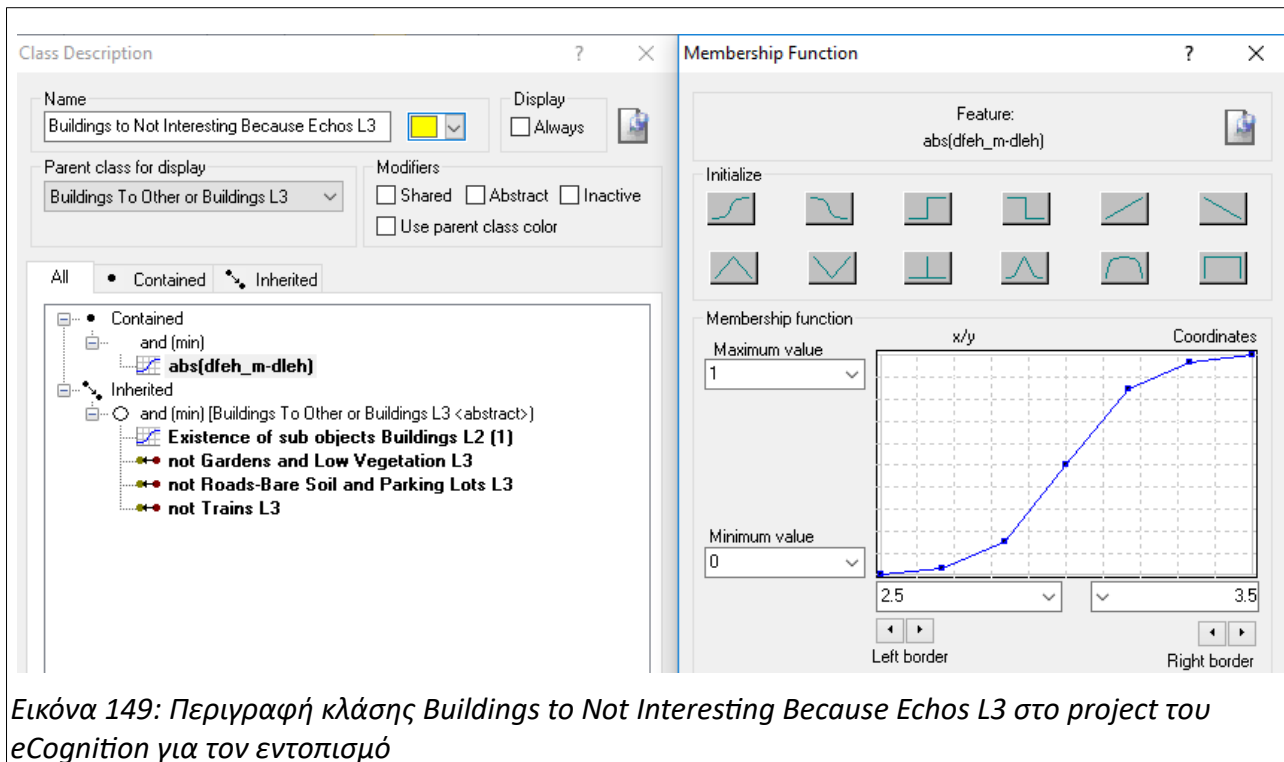 Class Description
?
Name
Buildings to Not Interesting Because Echos L3
Display
Always
Parent class for display
Buildings To Other or Buildings L3
Modifiers
Shared
Abstract
Inactive
Use parent class color
All
Contained
Inherited
Contained
and (min)
abs(dfeh_m-dleh)
Inherited
and (min) [Buildings To Other or Buildings L3 <abstract>)
Existence of sub objects Buildings L2 (1)
not Gardens and Low Vegetation L3
not Roads-Bare Soil and Parking Lots L3
not Trains L3
Membership Function
?
Feature:
abs(dfeh_m-dleh)
Initialize
Membership function
Maximum value
1
x/y
Coordinates
Minimum value
0
2.5
3.5
Left border
Right border
Εικόνα 149: Περιγραφή κλάσης Buildings to Not Interesting Because Echos L3 στο project του
eCognition για τον εντοπισμό